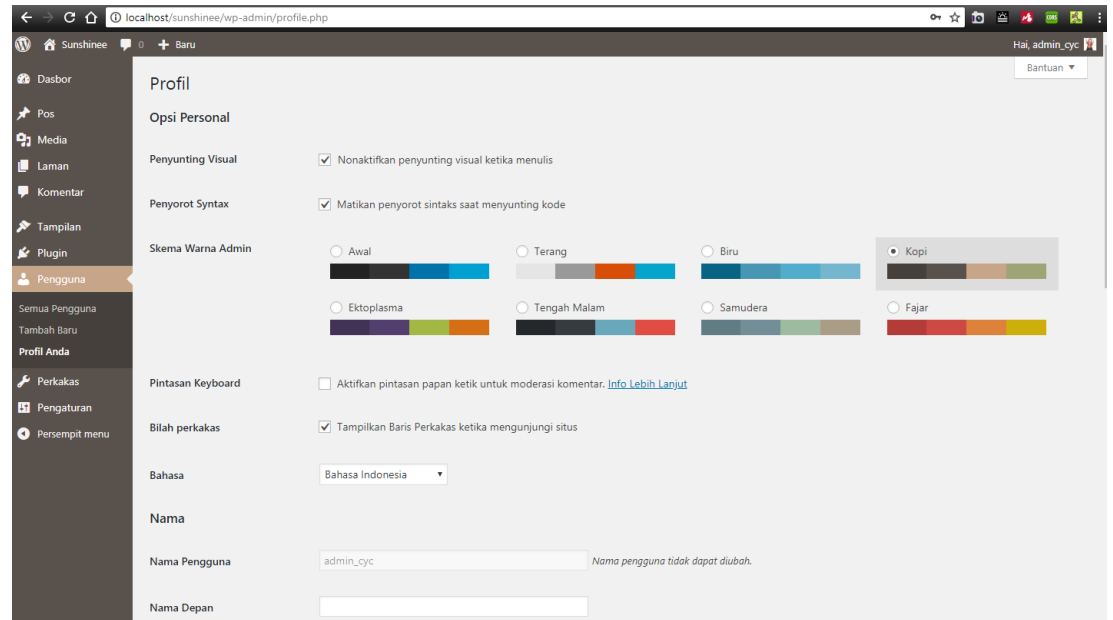 localhost/sunshinee/wp-admin/profile.php
Sunshinee 0 Baru Hai, admin_cyc
Bantuan
Dasbor
Pos
Media
Laman
Komentar
Tampilan
Plugin
Pengguna
Semua Pengguna
Tambah Baru
Profil Anda
Perkakas
Pengaturan
Persempit menu
Profil
Opsi Personal
Penyunting Visual Nonaktifkan penyunting visual ketika menulis
Penyorot Syntax Matikan penyorot sintaks saat menyunting kode
Skema Warna Admin Awal Terang Biru Kopi
Ektoplasma Tengah Malam Samudera Fajar
Pintasan Keyboard Aktifkan pintasan papan ketik untuk moderasi komentar. Info Lebih Lanjut
Bilah perkakas Tampilkan Baris Perkakas ketika mengunjungi situs
Bahasa Bahasa Indonesia
Nama
Nama Pengguna admin_cyc Nama pengguna tidak dapat diubah.
Nama Depan